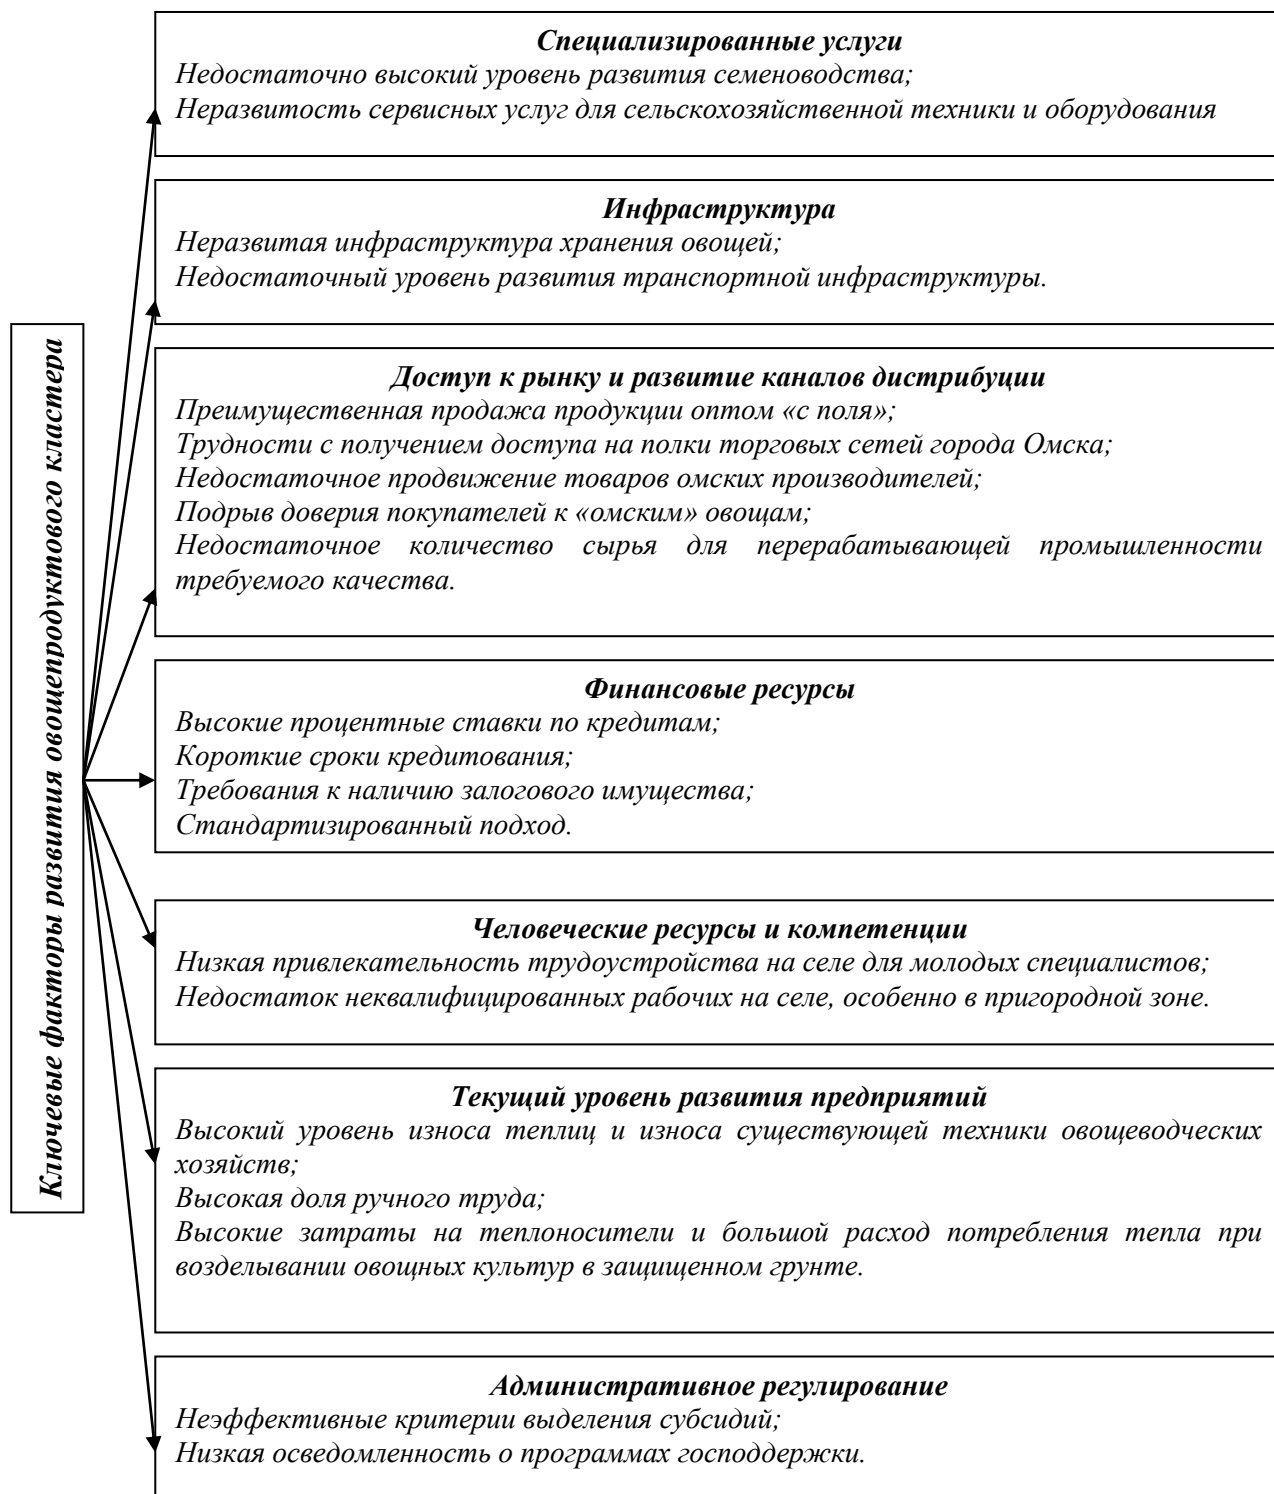 Ключевые факторы развития овощепродуктового кластера
Специализированные услуги
Недостаточно высокий уровень развития семеноводства;
Неразвитость сервисных услуг для сельскохозяйственной техники и оборудования
Инфраструктура
Неразвитая инфраструктура хранения овощей;
Недостаточный уровень развития транспортной инфраструктуры.
Доступ к рынку и развитие каналов дистрибуции
Преимущественная продажа продукции оптом «с поля»;
Трудности с получением доступа на полки торговых сетей города Омска;
Недостаточное продвижение товаров омских производителей;
Подрыв доверия покупателей к «омским» овощам;
Недостаточное количество сырья для перерабатывающей промышленности
требуемого качества.
Финансовые ресурсы
Высокие процентные ставки по кредитам;
Короткие сроки кредитования;
Требования к наличию залогового имущества;
Стандартизированный подход.
Человеческие ресурсы и компетенции
Низкая привлекательность трудоустройства на селе для молодых специалистов;
Недостаток неквалифицированных рабочих на селе, особенно в пригородной зоне.
Текущий уровень развития предприятий
Высокий уровень износа теплиц и износа существующей техники овощеводческих
хозяйств;
Высокая доля ручного труда;
Высокие затраты на теплоносители и большой расход потребления тепла при
возделывании овощных культур в защищенном грунте.
Административное регулирование
Неэффективные критерии выделения субсидий;
Низкая осведомленность о программах господдержки.